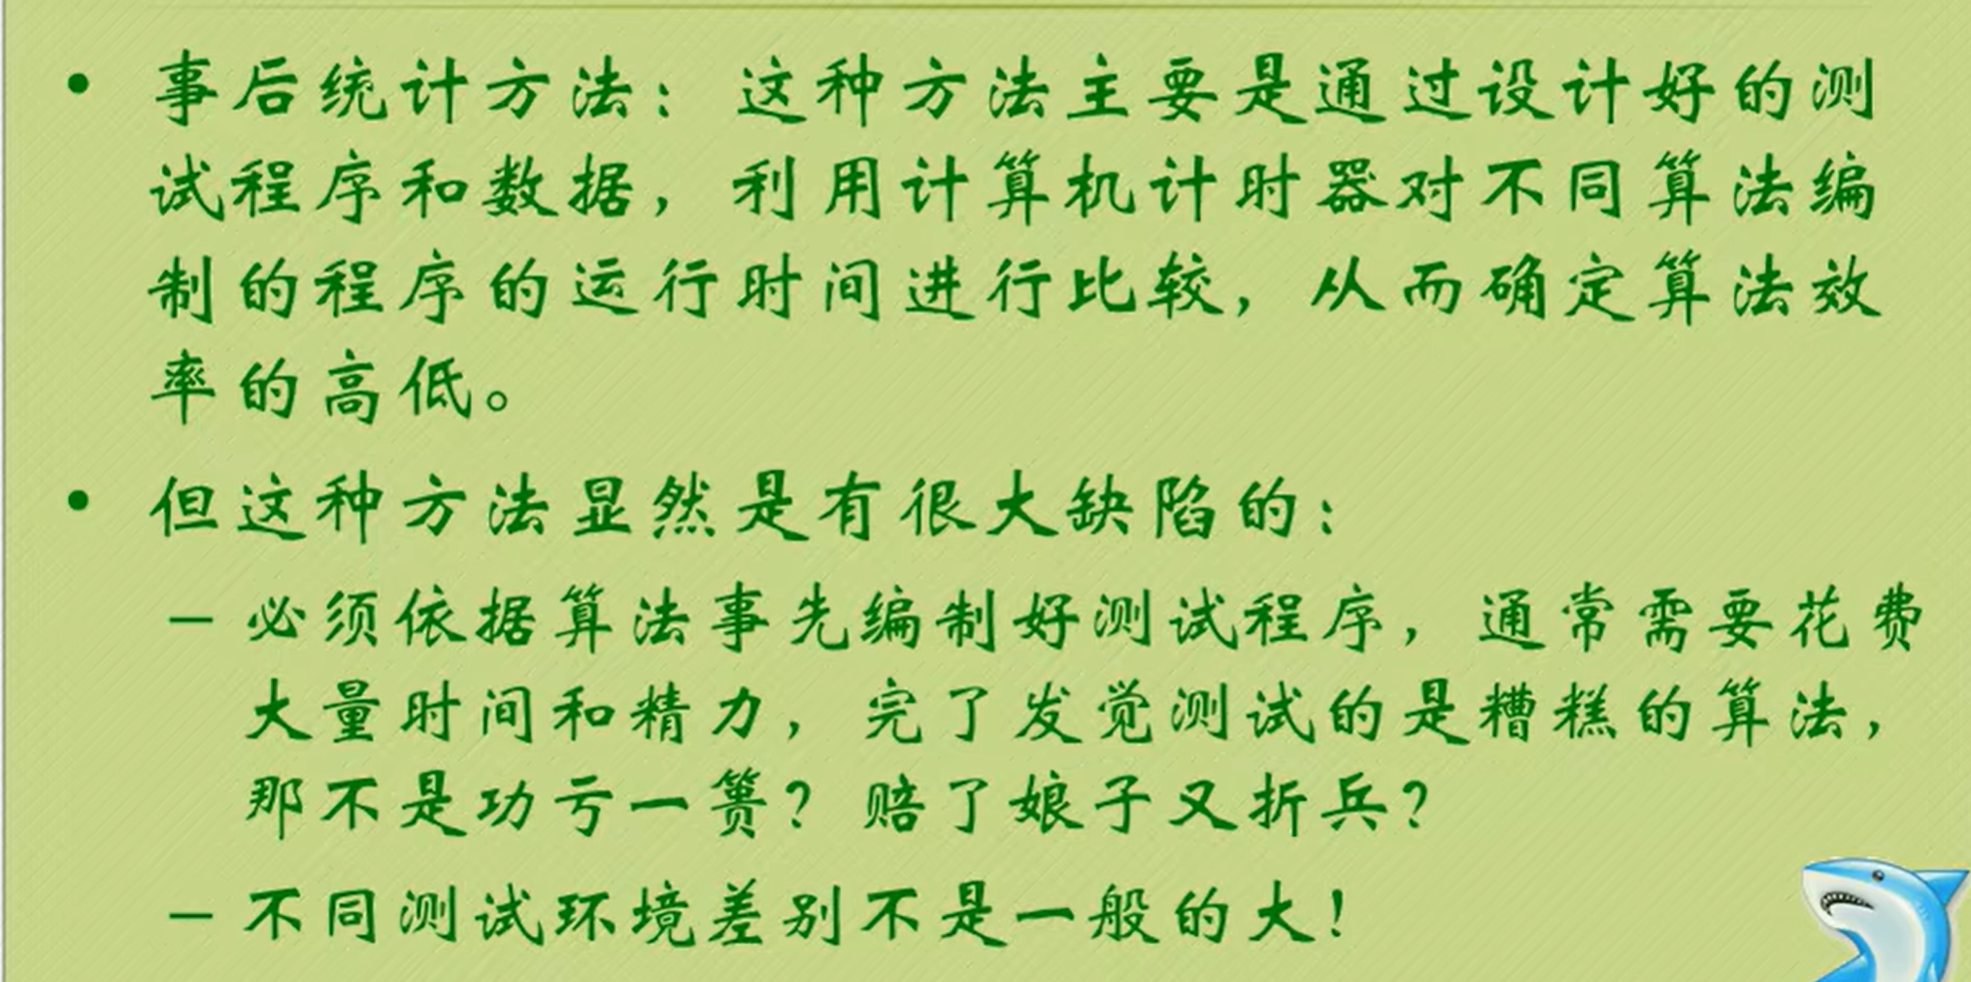 • 事后统计方法：这种方法主要是通过设计好的测
试程序和数据，利用计算机计时器对不同算法编
制的程序的运行时间进行比较，从而确定算法效
率的高低。
• 但这种方法显然是有很大缺陷的：
– 必须依据算法事先编制好测试程序，通常需要花费
大量时间和精力，完了发觉测试的是糟糕的算法，
那不是功亏一篑？赔了娘子又折兵？
– 不同测试环境差别不是一般的大！